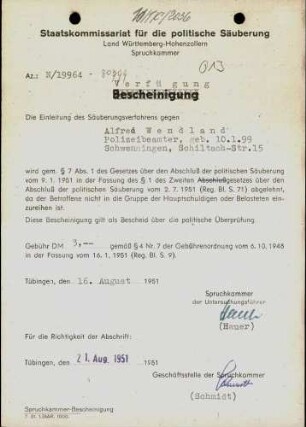 10/T5/2036
Staatskommissariat für die politische Säuberung
Land Württemberg-Hohenzollern
Spruchkammer
013
Az.: X/19964 - 80909
Verfügung
Bescheinigung
Die Einleitung des Säuberungsverfahrens gegen
Alfred Wendland
Polizeibeamter, geb. 10.1.99
Schwenningen, Schiltach-Str.15
wird gem. § 7 Abs. 1 des Gesetzes über den Abschluß der politischen Säuberung
vom 9. 1. 1951 in der Fassung des § 1 des Zweiten Abschlußgesetzes über den
Abschluß der politischen Säuberung vom 2. 7. 1951 (Reg. Bl. S. 71) abgelehnt,
da der Betroffene nicht in die Gruppe der Hauptschuldigen oder Belasteten einzureihen ist.
Diese Bescheinigung gilt als Bescheid über die politische Überprüfung.
Gebühr DM 3,-- gemäß § 4 Nr. 7 der Gebührenordnung vom 6. 10. 1948
in der Fassung vom 16. 1. 1951 (Reg. Bl. S. 9).
Tübingen, den 16. August 1951
Spruchkammer
der Untersuchungsführer
(Hauer)
Für die Richtigkeit der Abschrift:
Tübingen, den 21. Aug. 1951 1951
Geschäftsstelle der Spruchkammer
(Schmidt)
Spruchkammer-Bescheinigung